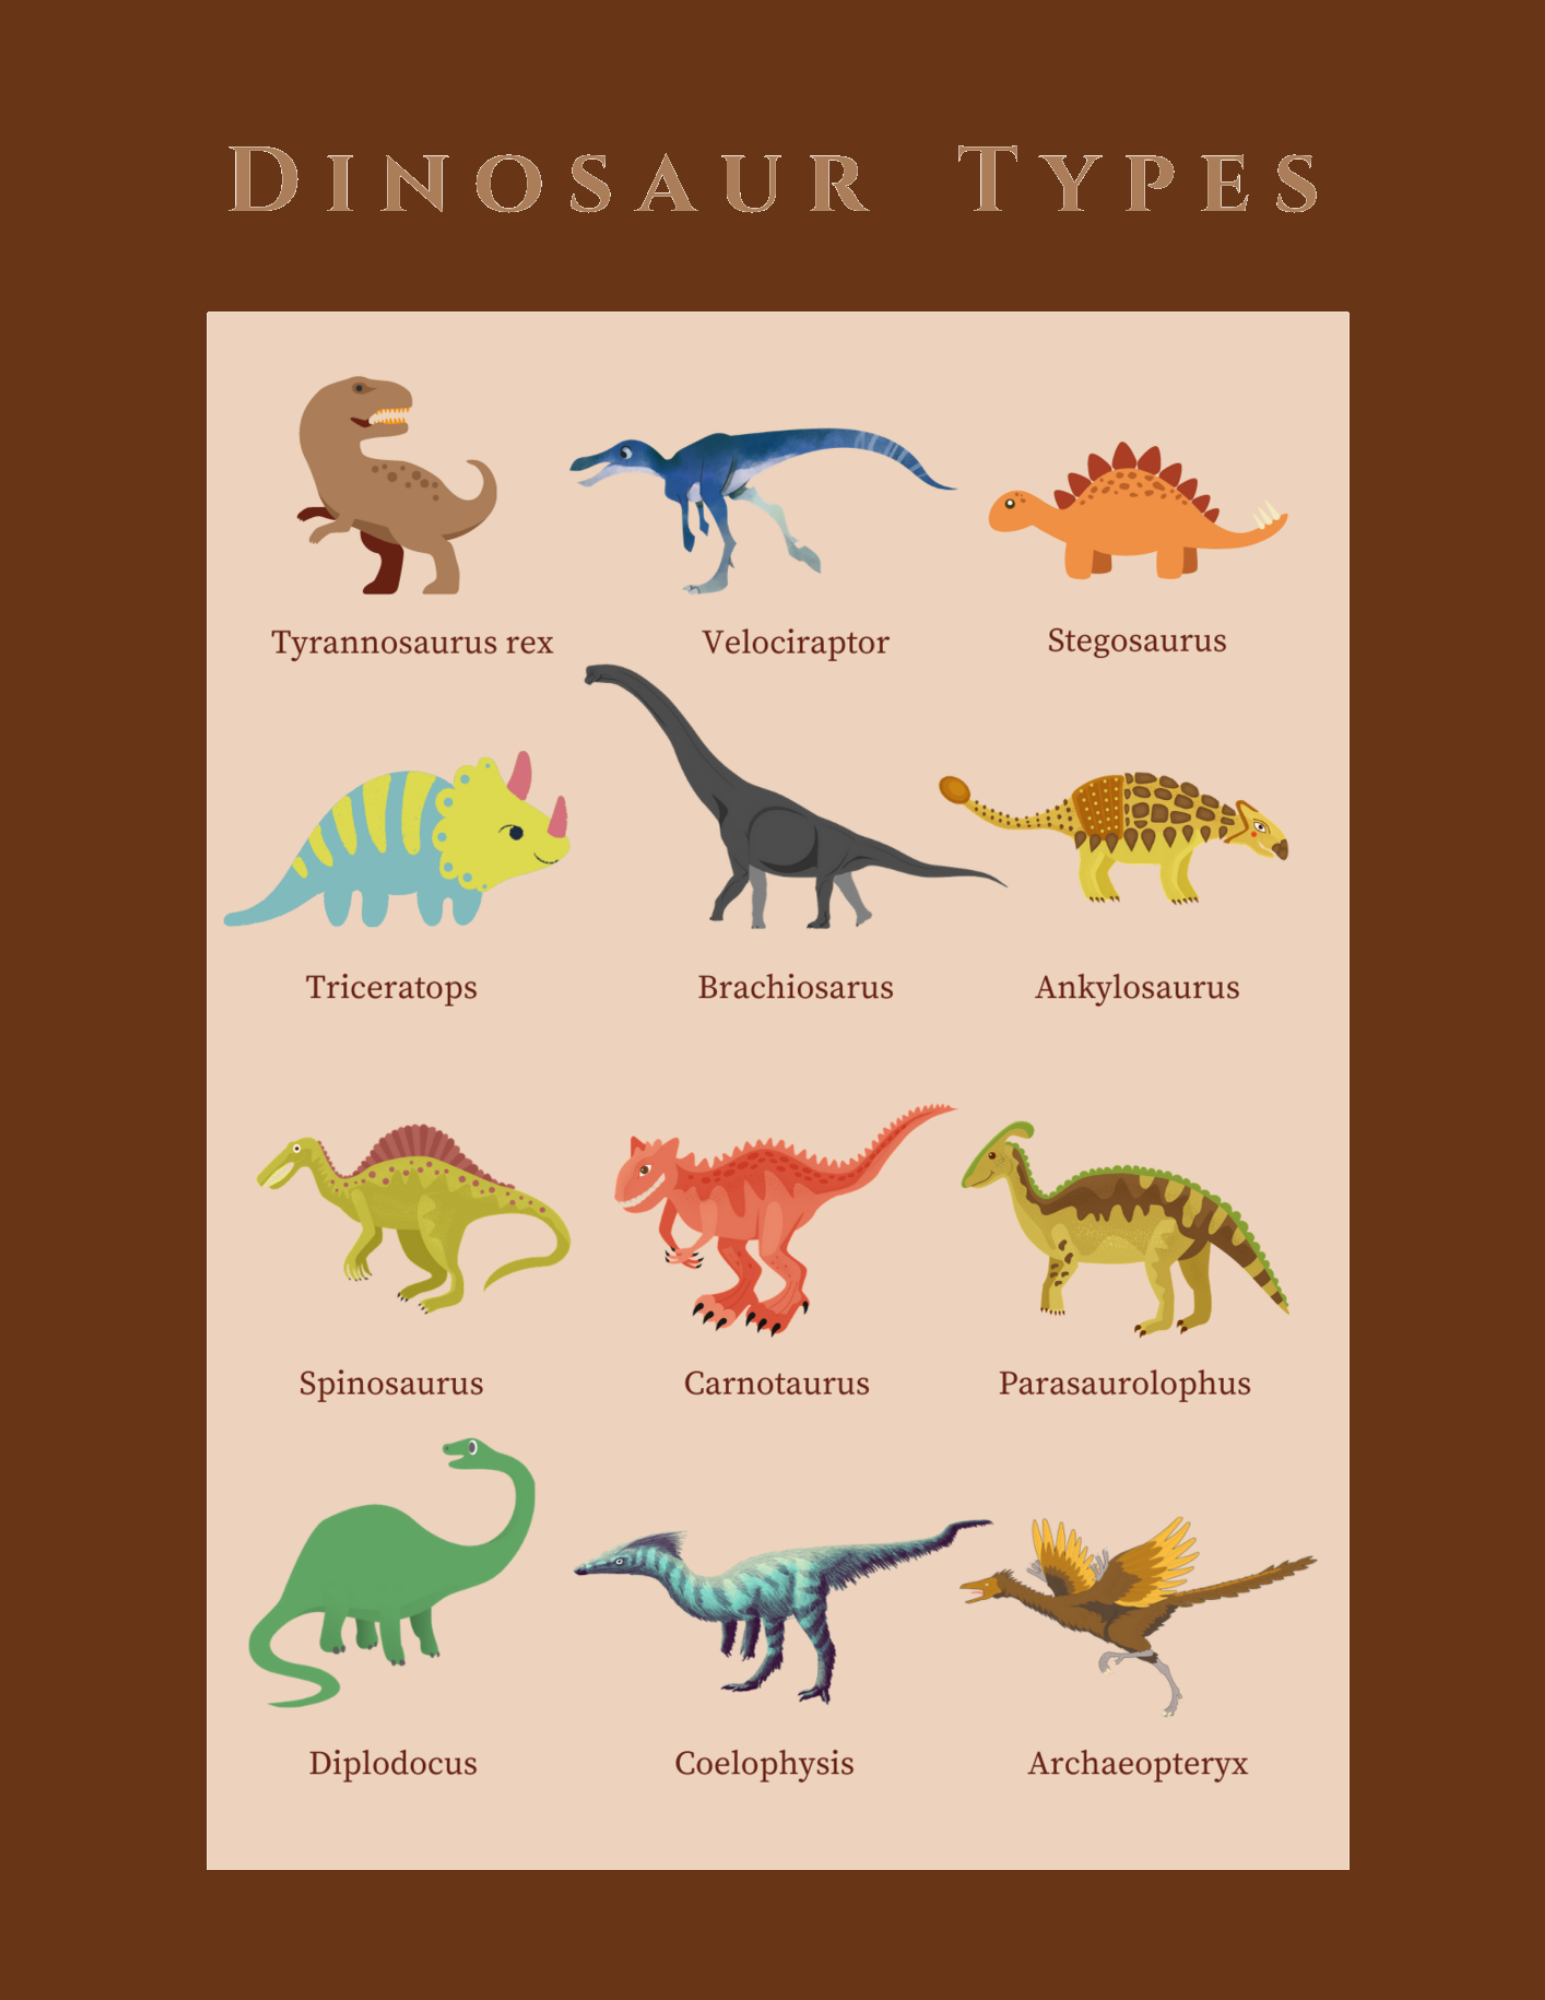 Dinosaur Types
Tyrannosaurus rex
Velociraptor
Stegosaurus
Triceratops
Brachiosarus
Ankylosaurus
Spinosaurus
Carnotaurus
Parasaurolophus
Diplodocus
Coelophysis
Archaeopteryx